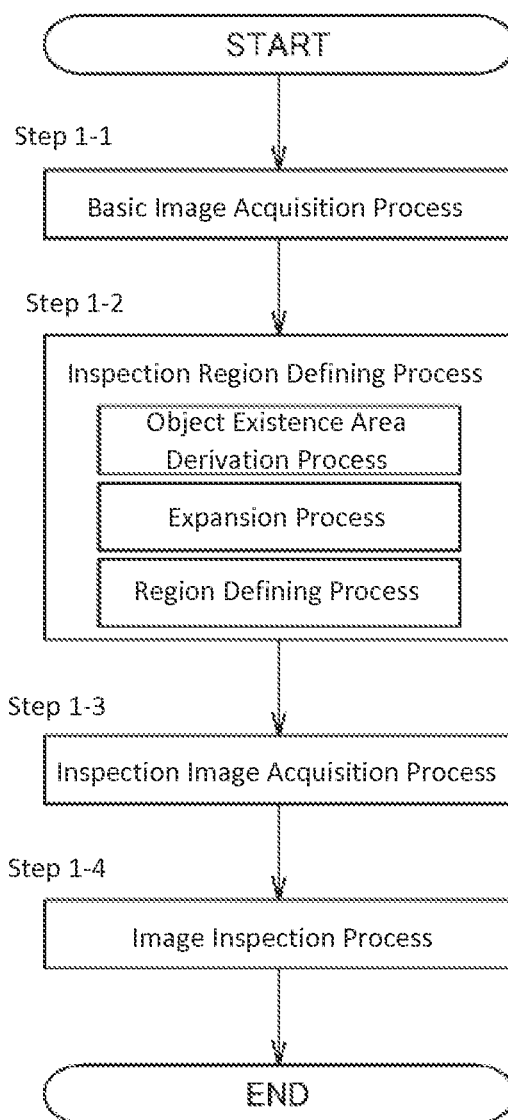 START
Step 1-1
Basic Image Acquisition Process
Step 1-2
Inspection Region Defining Process
Object Existence Area
Derivation Process
Expansion Process
Region Defining Process
Step 1-3
Inspection Image Acquisition Process
Step 1-4
Image Inspection Process
END